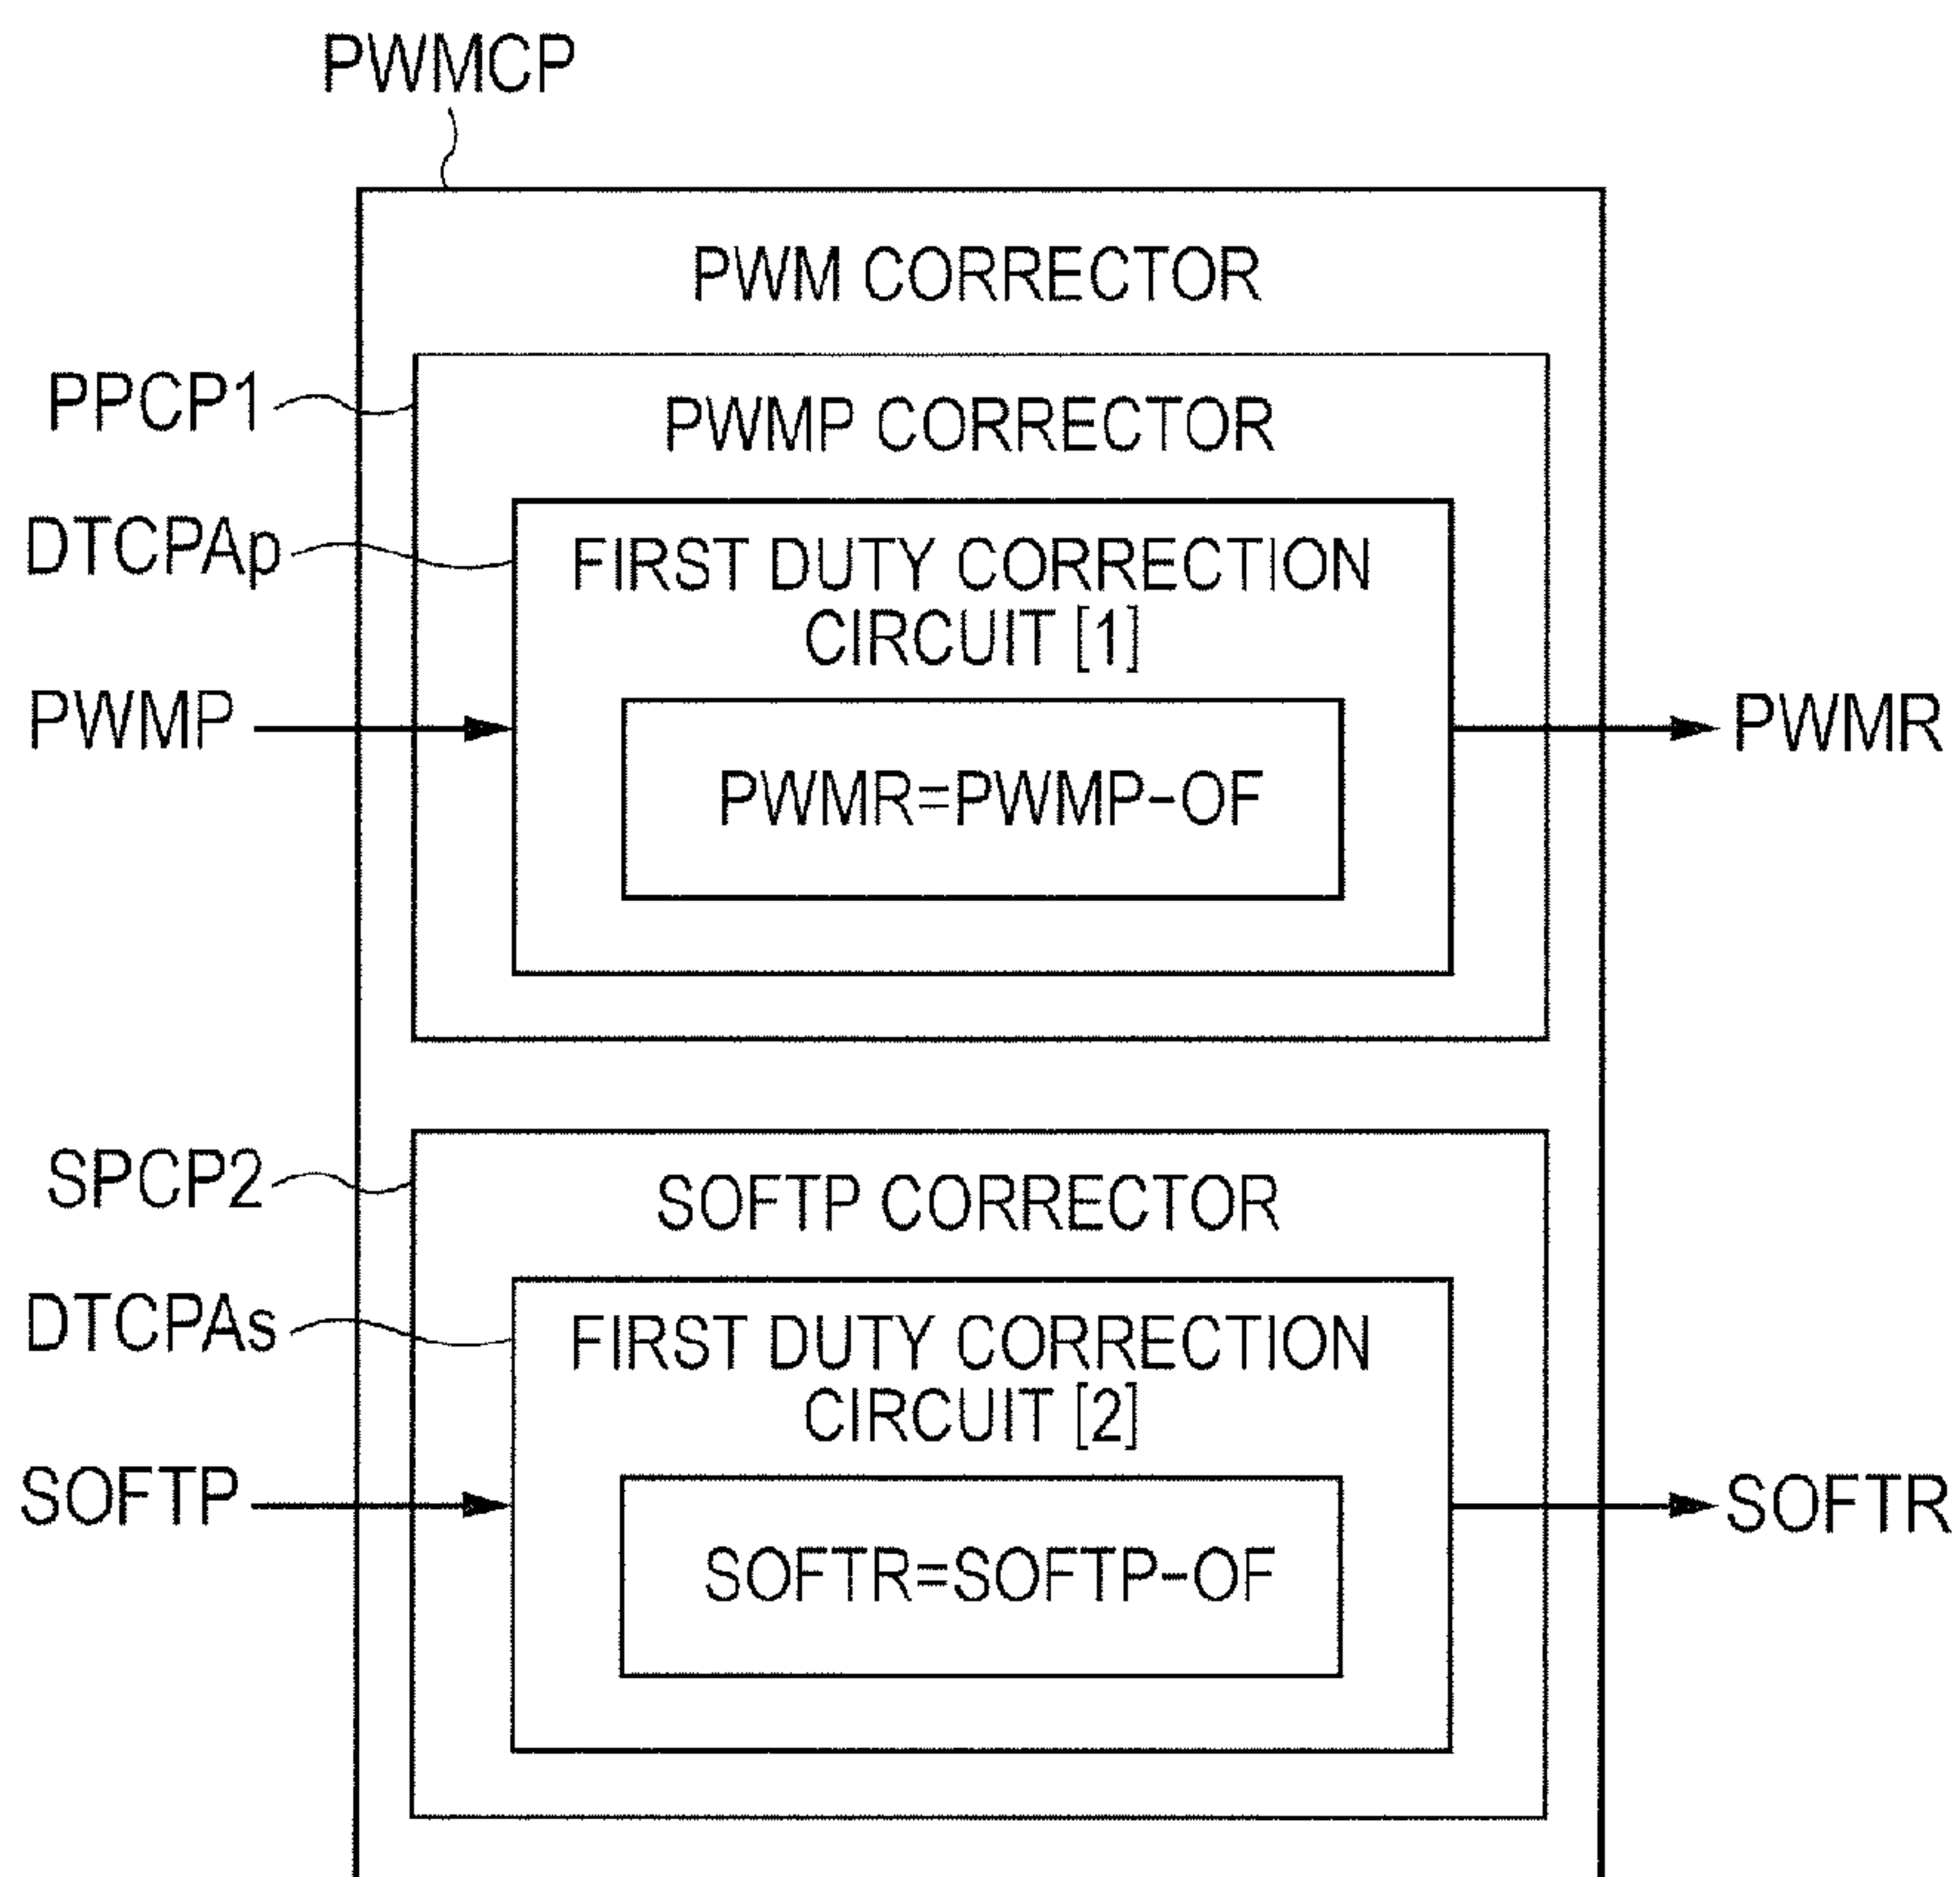 PWMCP
PWM CORRECTOR
PPCP1
PWMP CORRECTOR
DTCPAp
FIRST DUTY CORRECTION
CIRCUIT [1]
PWMP
PWMR
PWMR=PWMP-OF
SPCP2
SOFTP CORRECTOR
DTCPAs
FIRST DUTY CORRECTION
CIRCUIT [2]
SOFTP
SOFTR
SOFTR=SOFTP-OF